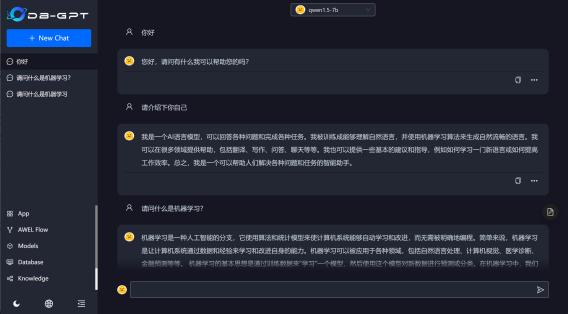 DB-GPT
+ New Chat
你好
请问什么是机器学习?
请问什么是机器学习
App
AWEL Flow
Models
Database
Knowledge
qwen1.5-7b
你好
您好，请问有什么我可以帮助您的吗?
请介绍下你自己
我是一个AI语言模型，可以回答各种问题和完成各种任务。我被训练成能够理解自然语言，并使用机器学习算法来生成自然流畅的语言。我
可以在很多领域提供帮助，包括翻译、写作、问答、聊天等等。我也可以提供一些基本的建议和指导，例如如何学习一门新语言或如何提高
工作效率。总之，我是一个可以帮助人们解决各种问题和任务的智能助手。
请问什么是机器学习?
机器学习是一种人工智能的分支，它使用算法和统计模型来使计算机系统能够自动学习和改进，而无需被明确地编程。简单来说，机器学习
是让计算机系统通过数据和经验来学习和改进自身的能力。机器学习可以被应用于各种领域，包括自然语言处理、计算机视觉、医学诊断、
金融预测等等。 机器学习的基本思想是通过训练数据来"学习"一个模型，然后使用这个模型对新数据进行预测或分类。在机器学习中，我们